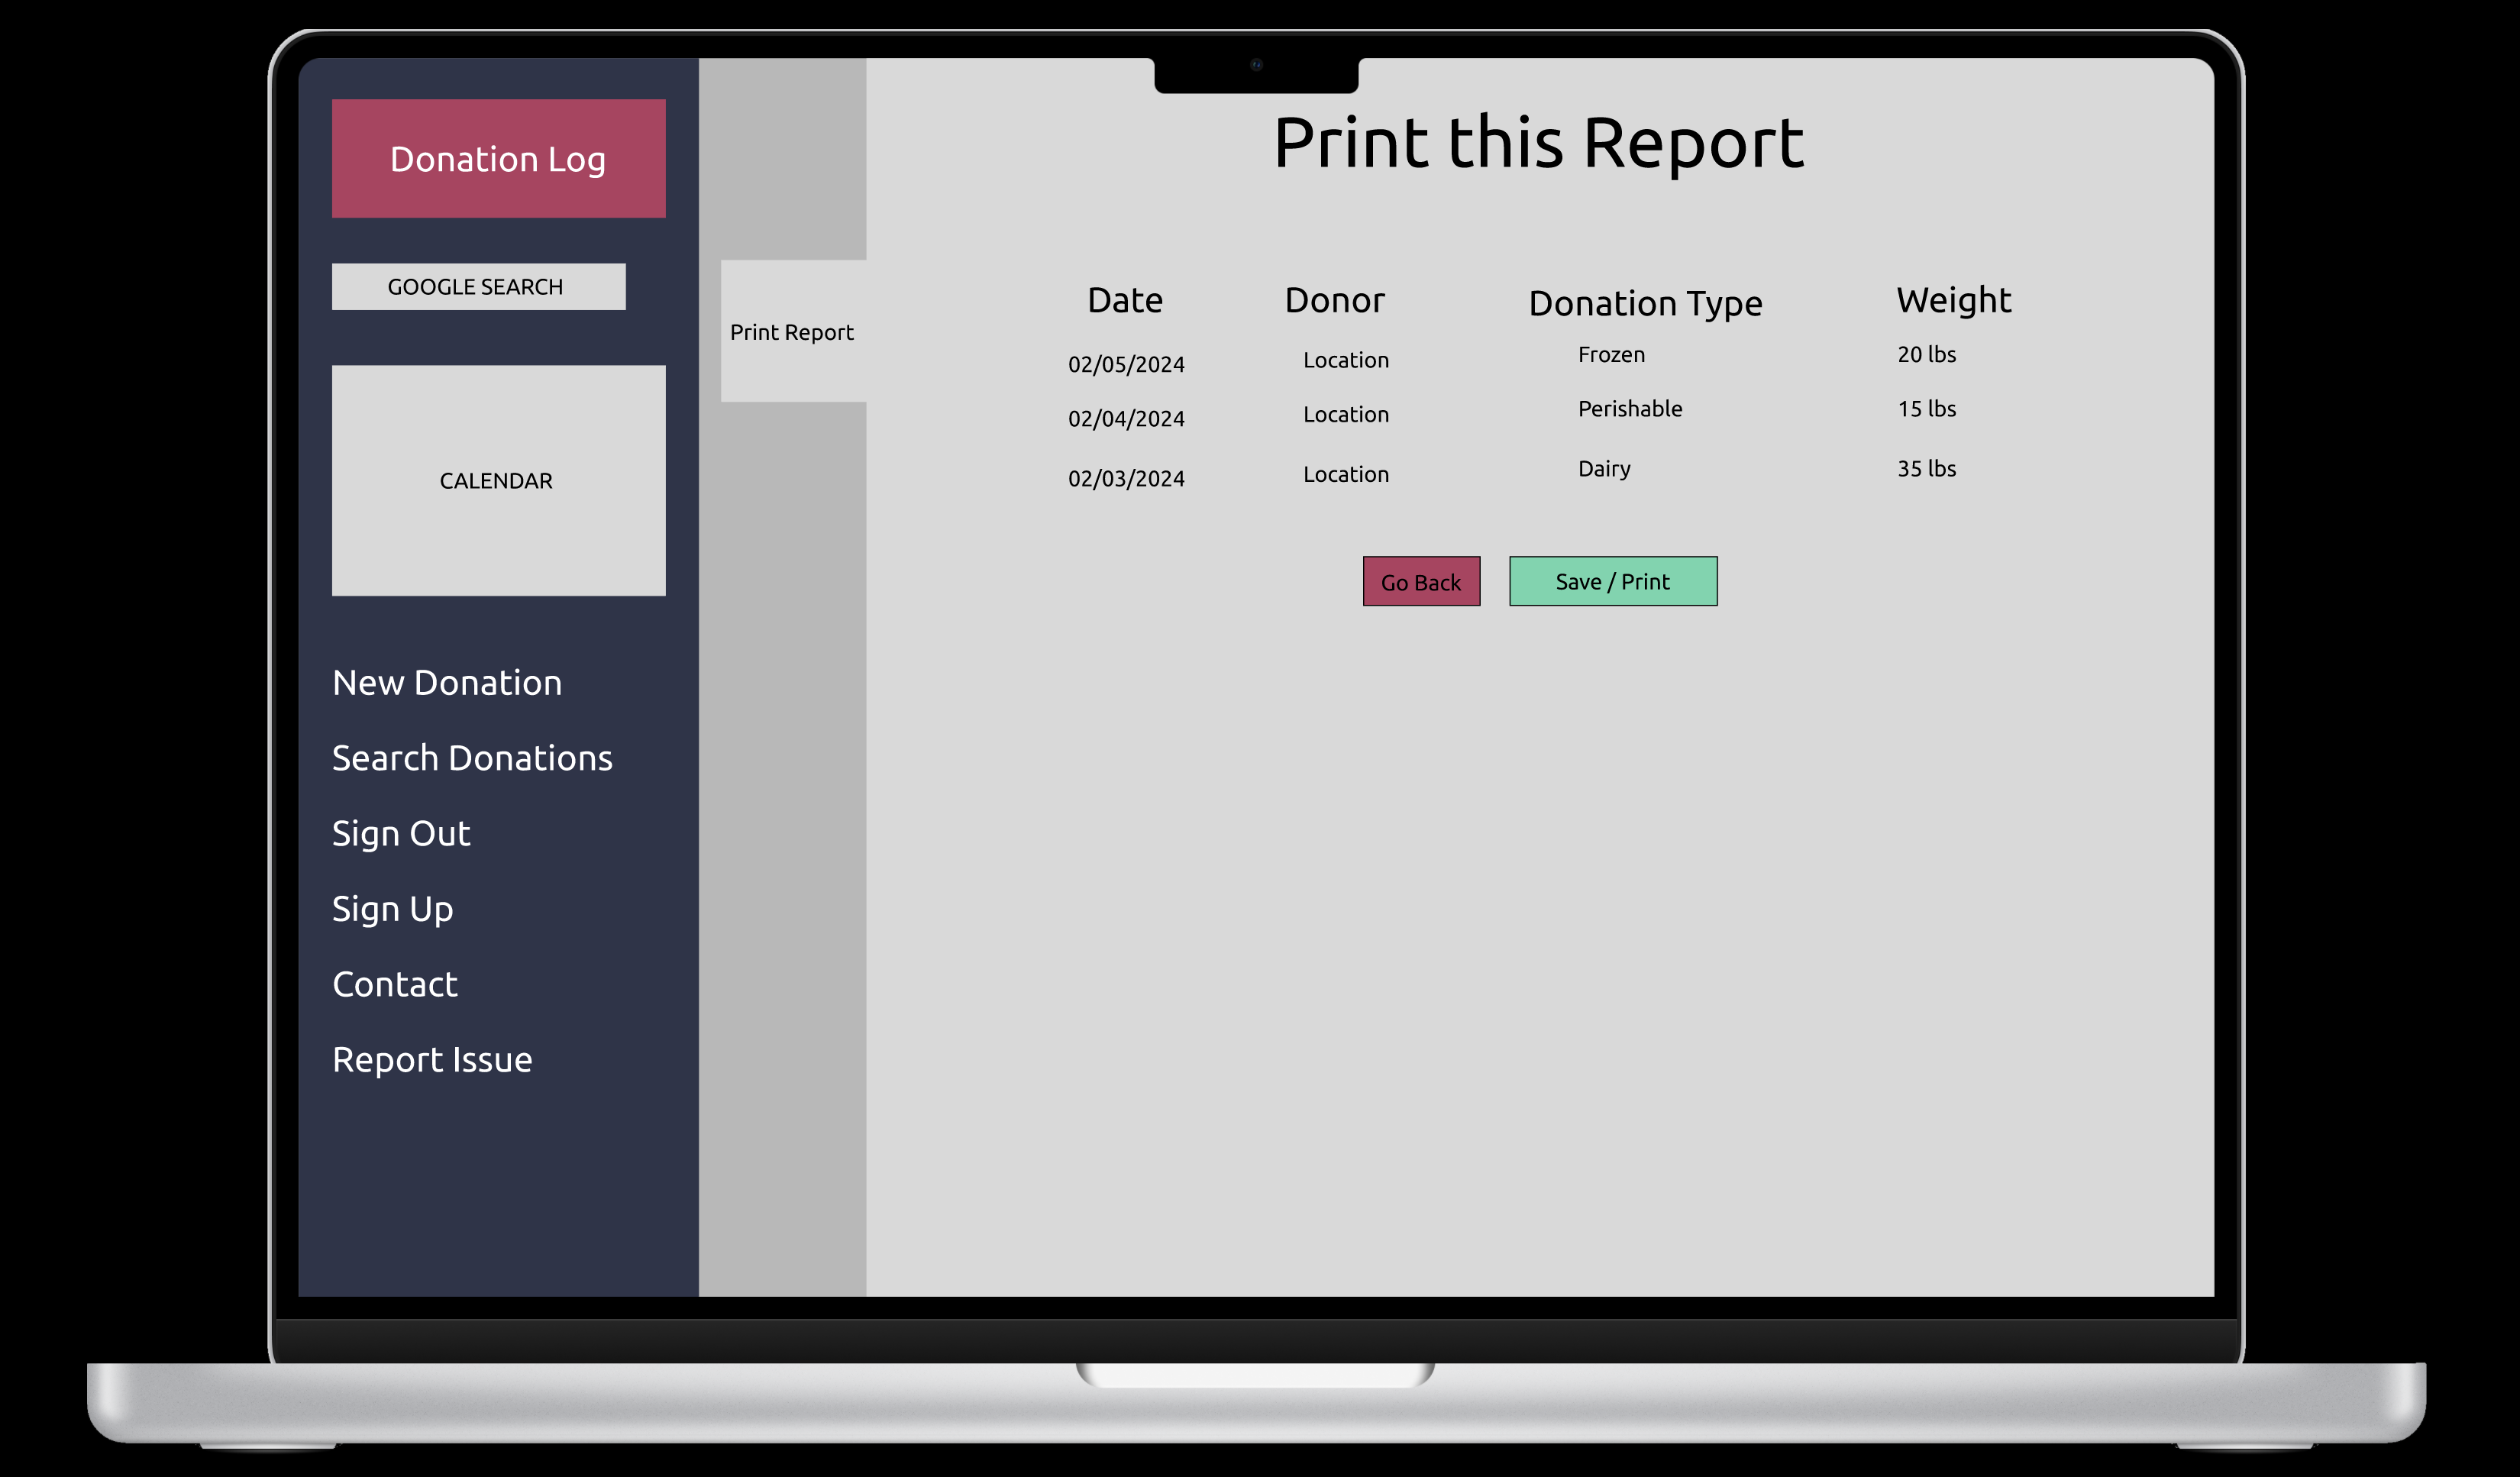 Donation Log
GOOGLE SEARCH
CALENDAR
New Donation
Search Donations
Sign Out
Sign Up
Contact
Report Issue
Print Report
Print this Report
Date Donor Donation Type Weight
02/05/2024 Location Frozen 20 lbs
02/04/2024 Location Perishable 15 lbs
02/03/2024 Location Dairy 35 lbs
Go Back Save / Print